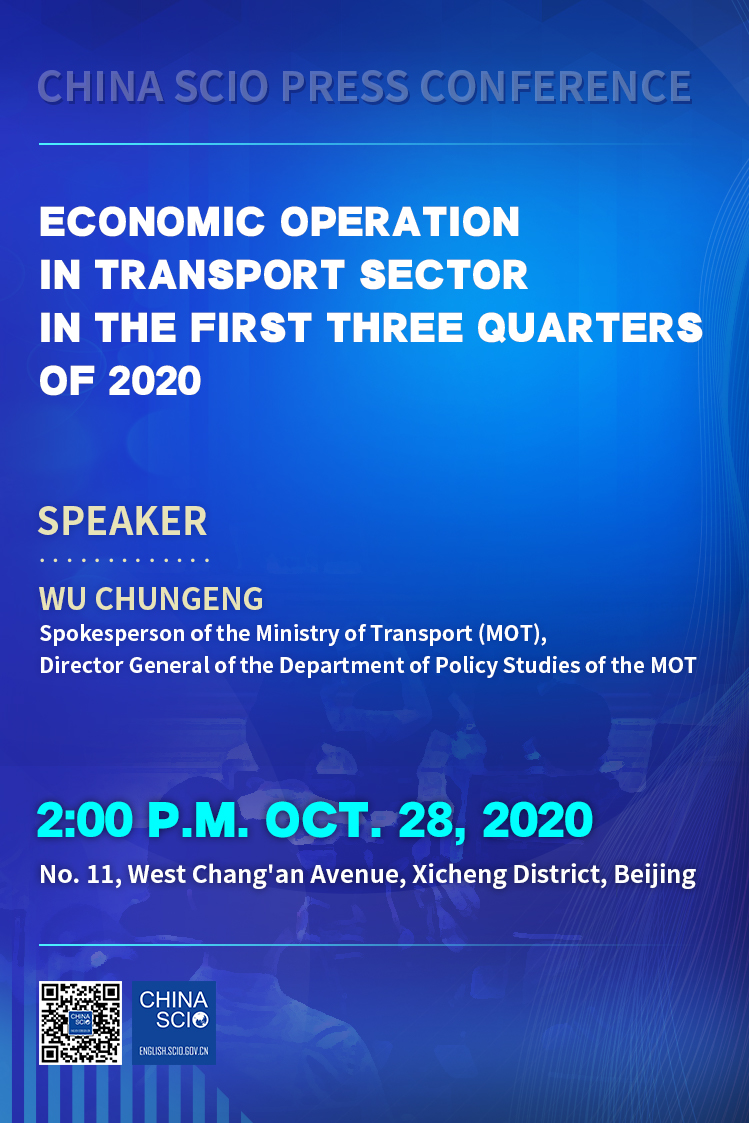 CHINA SCIO PRESS CONFERENCE
ECONOMIC OPERATION
IN TRANSPORT SECTOR
IN THE FIRST THREE QUARTERS
OF 2020
SPEAKER
WU CHUNGENG
Spokesperson of the Ministry of Transport (MOT),
Director General of the Department of Policy Studies of the MOT
2:00 P.M. OCT. 28, 2020
No. 11, West Chang'an Avenue, Xicheng District, Beijing
CHINA
SCIO
CHINA
SCIO
ENGLISH.SCIO.GOV.CN